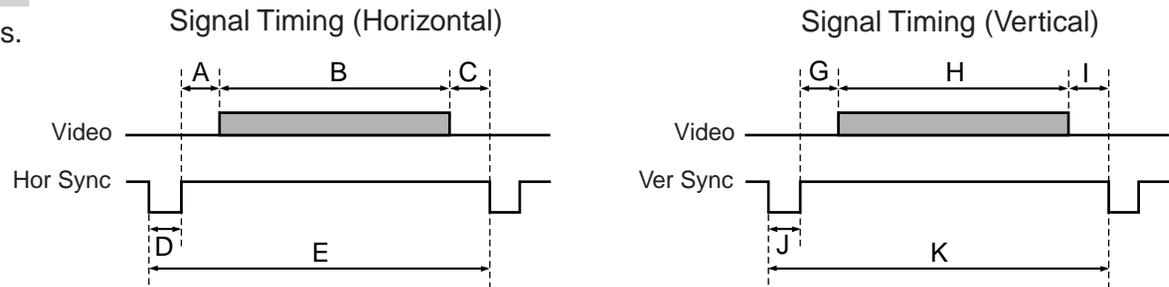 s.
Signal Timing (Horizontal)
A B C
Video
Hor Sync
D
E
Signal Timing (Vertical)
G H I
Video
Ver Sync
J
K